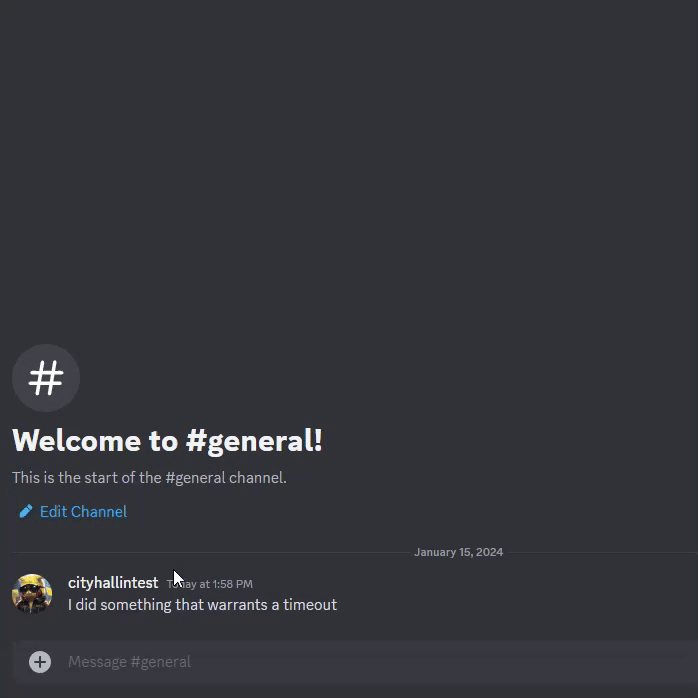 #
Welcome to #general!
This is the start of the #general channel.
Edit Channel
January 15, 2024
cityhallintest Today at 1:58 PM
I did something that warrants a timeout
Message #general